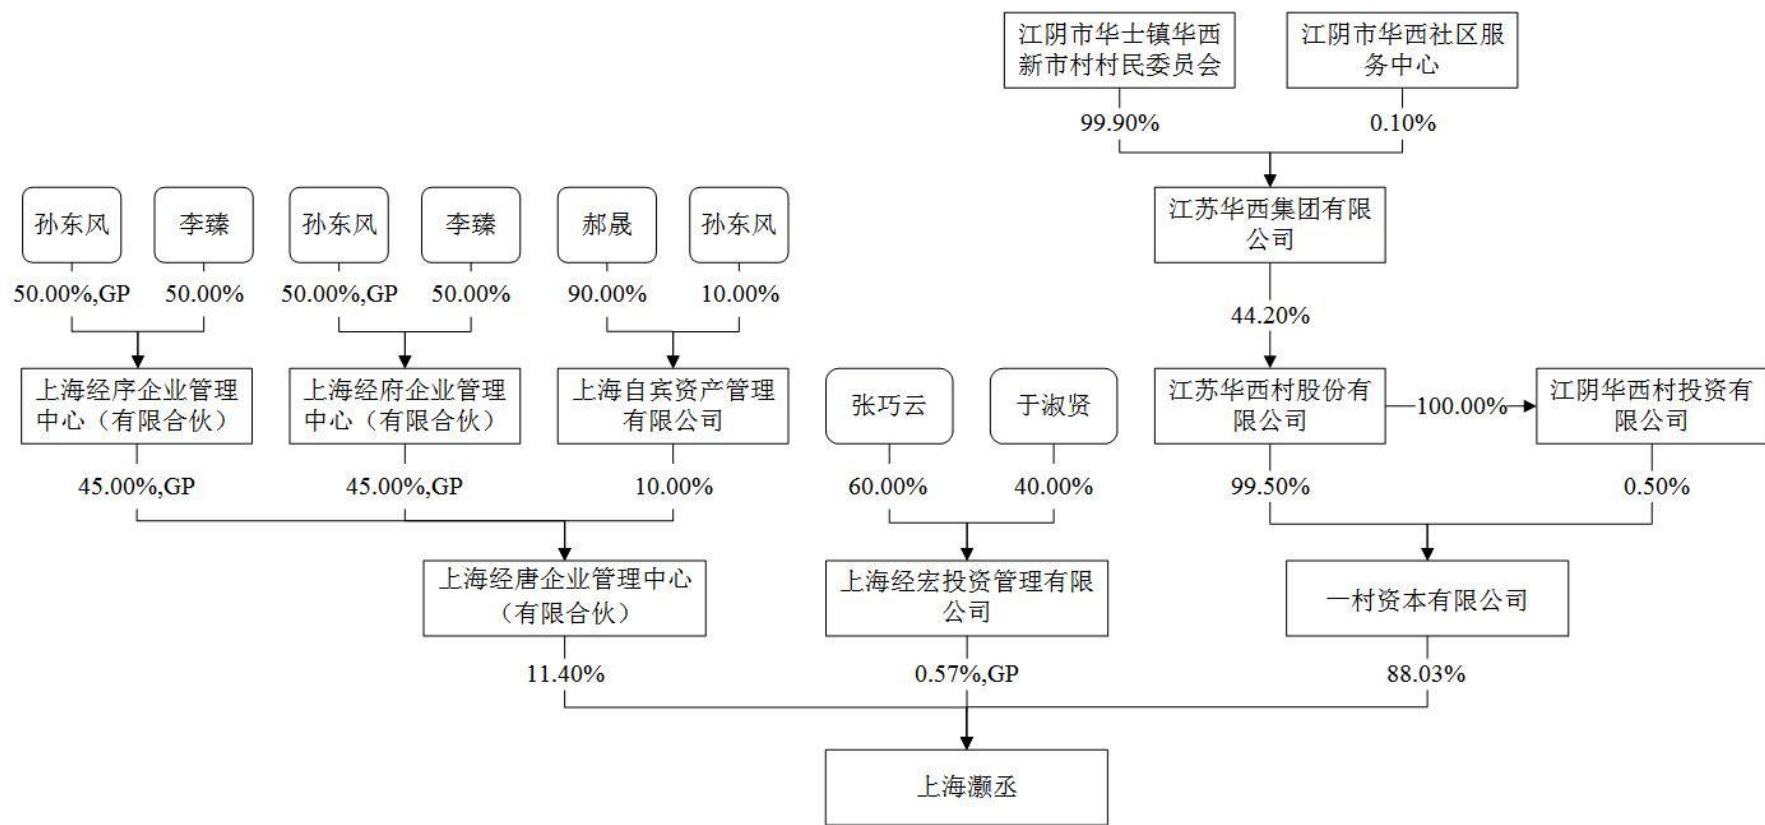 江阴市华士镇华西
新市村村民委员会
江阴市华西社区服
务中心
99.90%
0.10%
孙东风
李臻
孙东风
李臻
郝晟
孙东风
江苏华西集团有限
公司
50.00%,GP
50.00%
50.00%,GP
50.00%
90.00%
10.00%
44.20%
上海经序企业管理
中心（有限合伙）
上海经府企业管理
中心（有限合伙）
上海自宾资产管理
有限公司
张巧云
于淑贤
江苏华西村股份有
限公司
100.00%
江阴华西村投资有
限公司
45.00%,GP
45.00%,GP
10.00%
60.00%
40.00%
99.50%
0.50%
上海经唐企业管理中心
（有限合伙）
上海经宏投资管理有限
公司
一村资本有限公司
11.40%
0.57%,GP
88.03%
上海灏丞